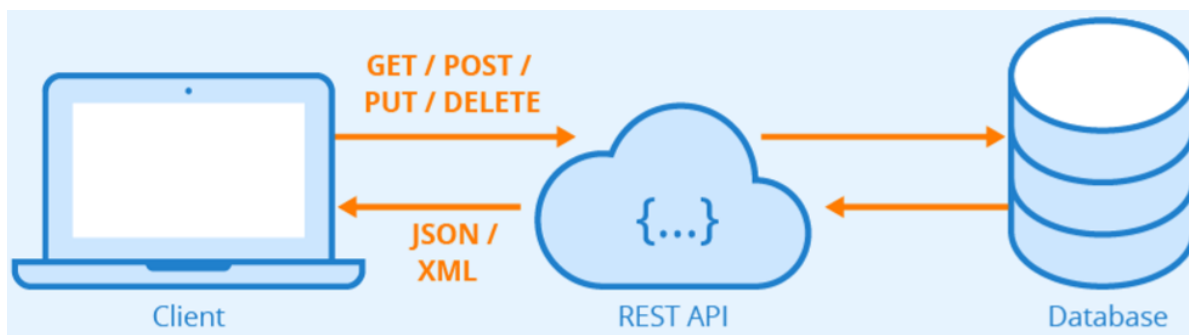 GET / POST /
PUT / DELETE
{...}
JSON /
XML
Client
REST API
Database